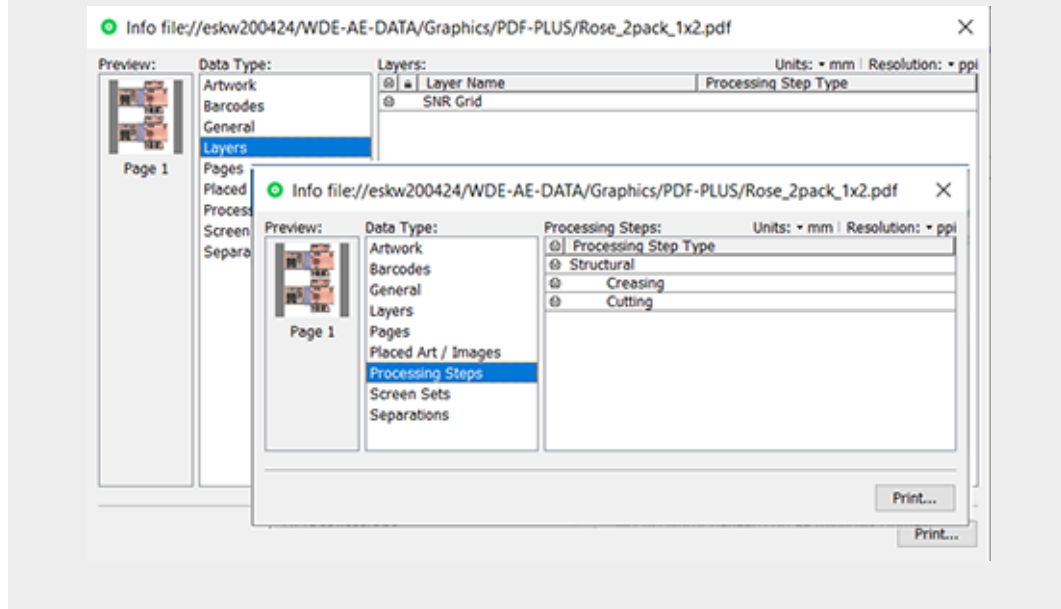 Info file://eskw200424/WDE-AE-DATA/Graphics/PDF-PLUS/Rose_2pack_1x2.pdf
Preview:
Page 1
Data Type:
Artwork
Barcodes
General
Layers
Pages
Placed
Process
Screen
Separa
Layers: Units: mm Resolution: ppi
Layer Name Processing Step Type
SNR Grid
Info file://eskw200424/WDE-AE-DATA/Graphics/PDF-PLUS/Rose_2pack_1x2.pdf
Preview:
Page 1
Data Type:
Artwork
Barcodes
General
Layers
Pages
Placed Art / Images
Processing Steps
Screen Sets
Separations
Processing Steps: Units: mm Resolution: ppi
Processing Step Type
Structural
Creasing
Cutting
Print...
Print...